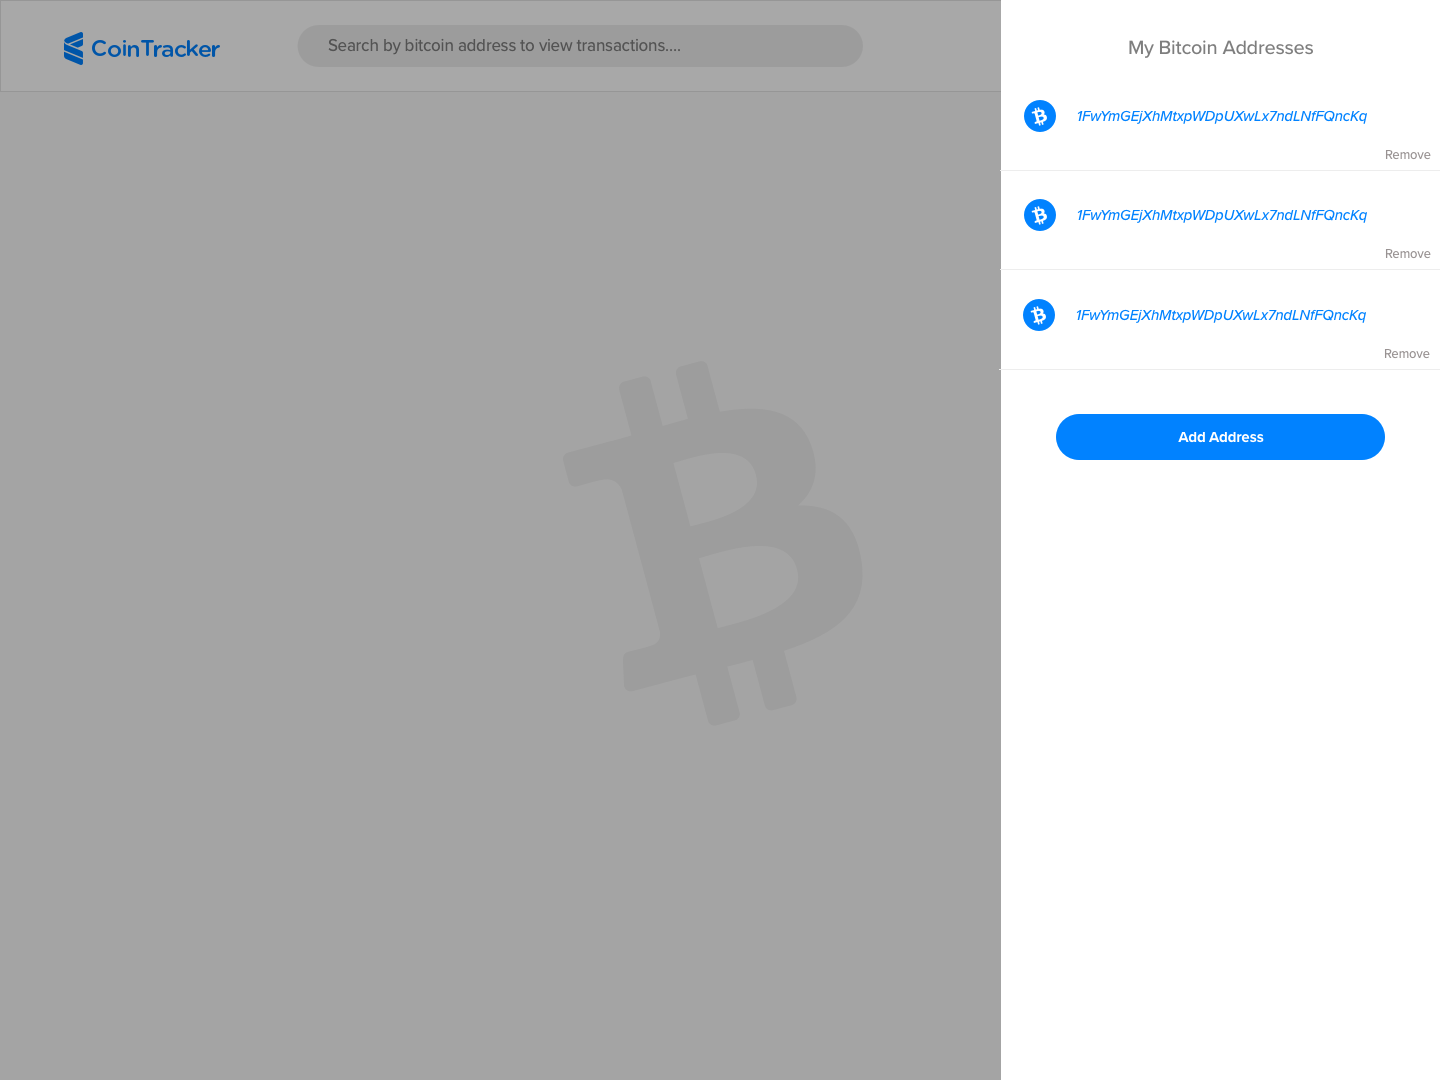 CoinTracker
Search by bitcoin address to view transactions....
My Bitcoin Addresses
1FwYmGEjXhMtxpWDpUXwLx7ndLNfFQncKq
Remove
1FwYmGEjXhMtxpWDpUXwLx7ndLNfFQncKq
Remove
1FwYmGEjXhMtxpWDpUXwLx7ndLNfFQncKq
Remove
Add Address